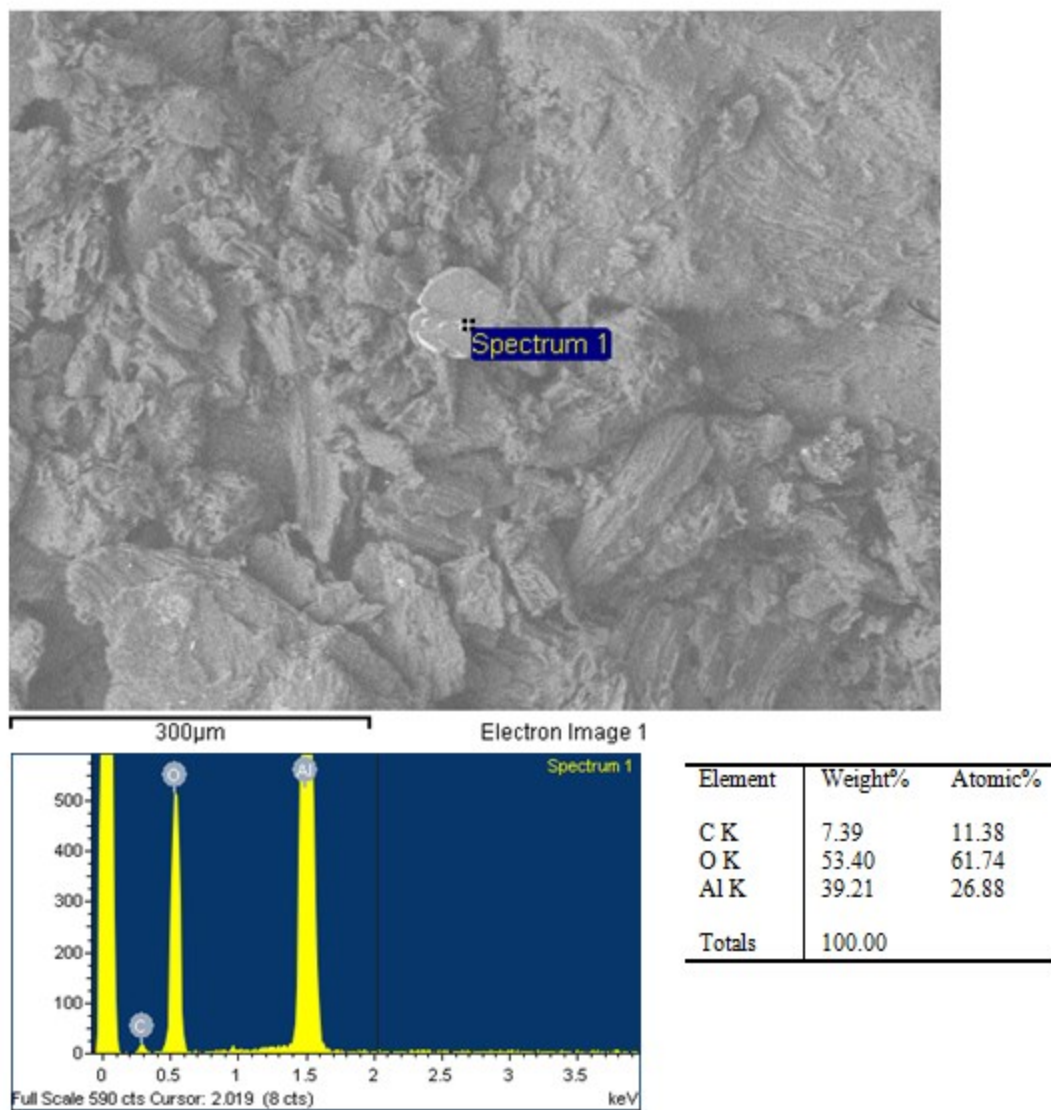 Spectrum 1
300µm Electron Image 1
Spectrum 1
O
Al
C
500
400
300
200
100
0
0 0.5 1 1.5 2 2.5 3 3.5
Full Scale 590 cts Cursor: 2.019 (8 cts) keV
Element Weight% Atomic%
C K 7.39 11.38
O K 53.40 61.74
Al K 39.21 26.88
Totals 100.00